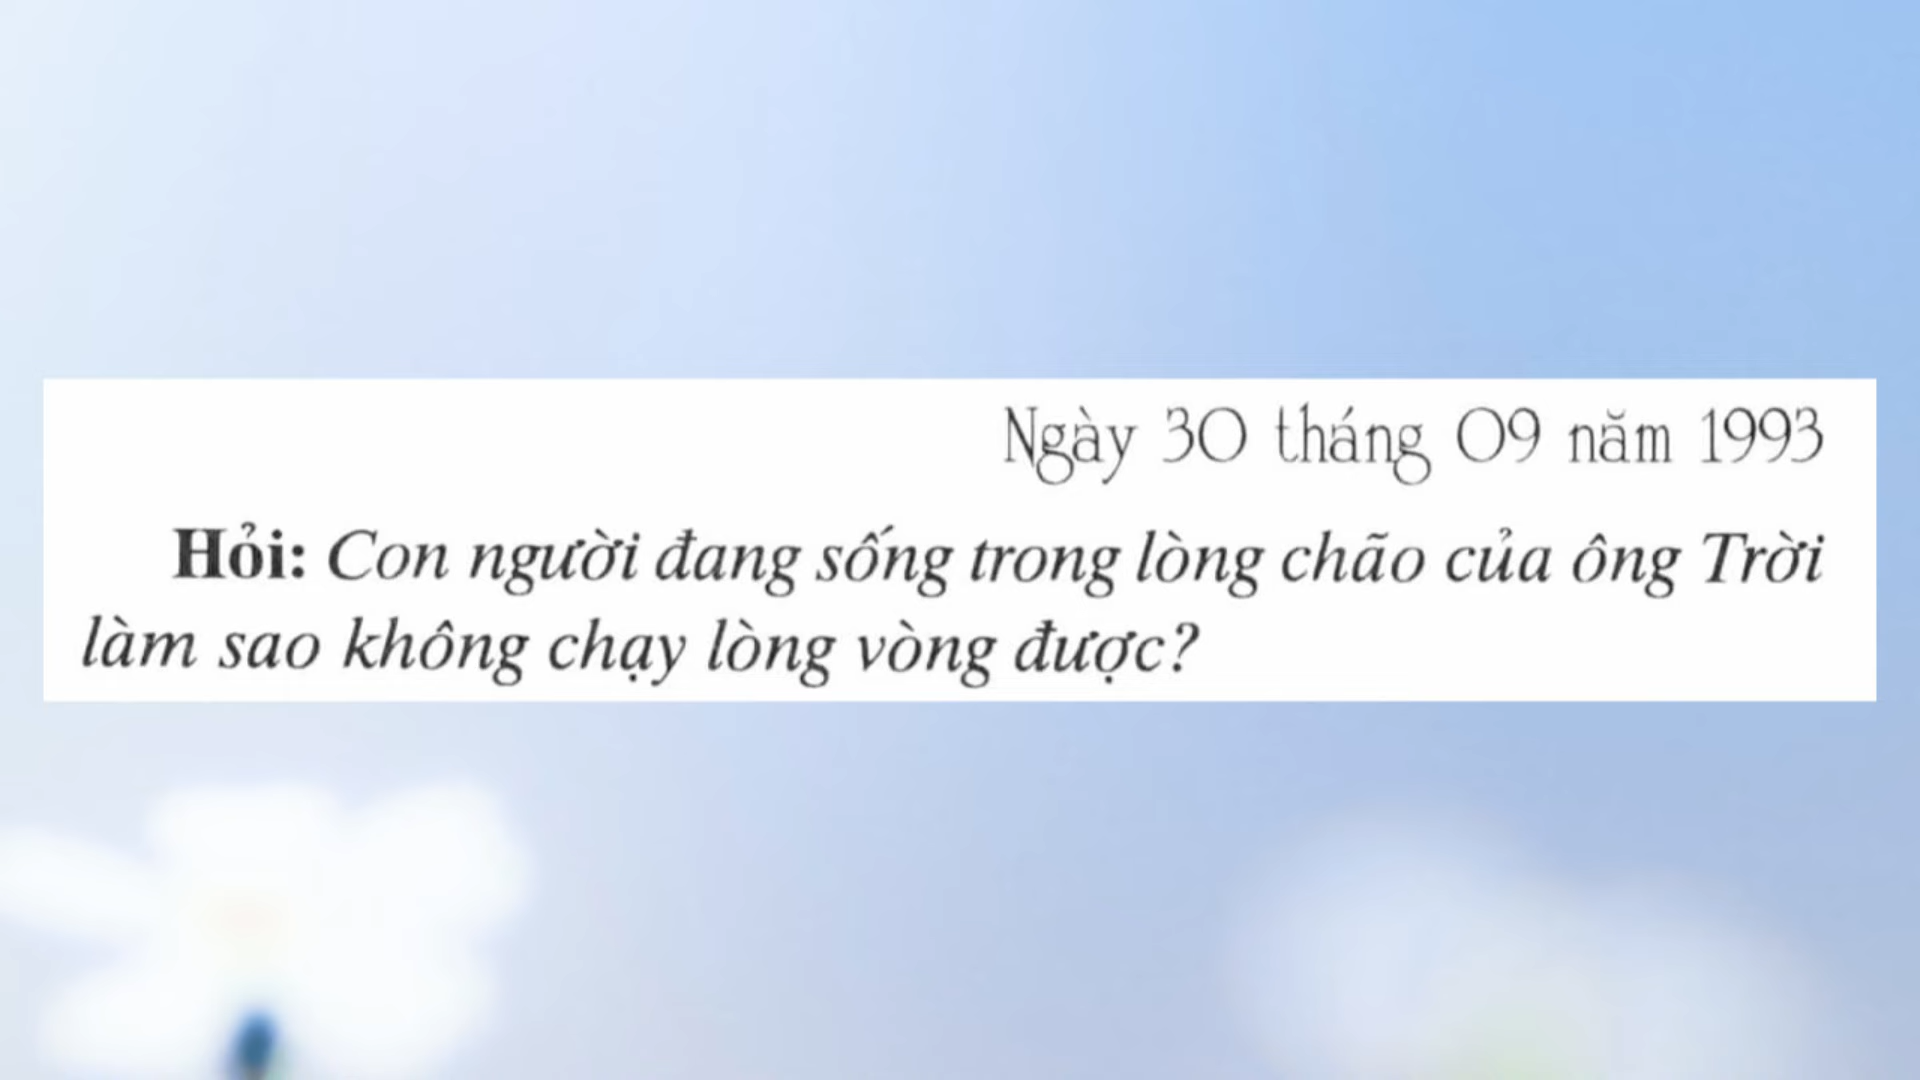 Ngày 30 tháng 09 năm 1993
Hỏi: Con người đang sống trong lòng chão của ông Trời
làm sao không chạy lòng vòng được?